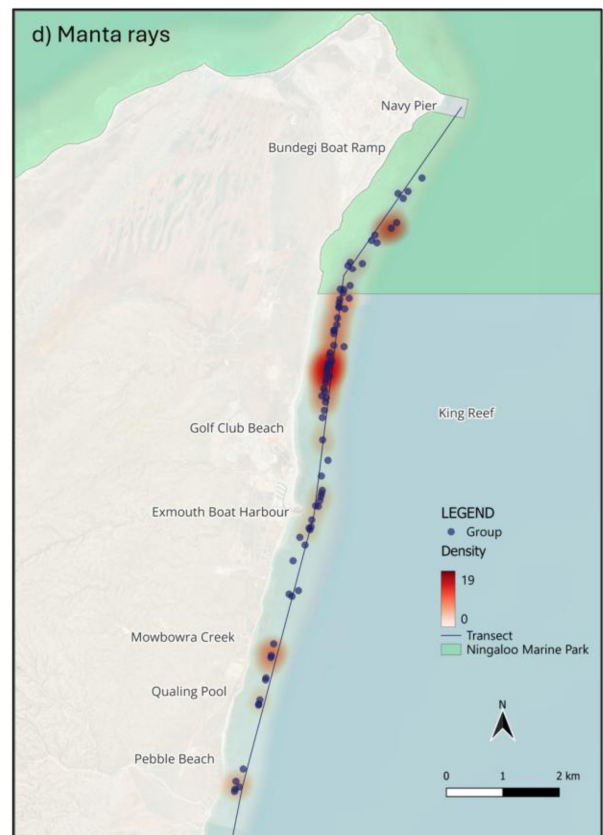 d) Manta rays
Navy Pier
Bundegi Boat Ramp
King Reef
Golf Club Beach
LEGEND
Group
Density
19
0
Transect
Ningaloo Marine Park
Exmouth Boat Harbour
Mowbowra Creek
Qualing Pool
N
Pebble Beach
0 1 2 km